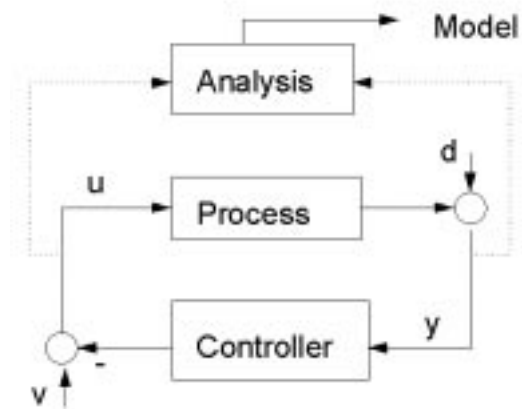 Model
Analysis
d
u
Process
Controller
y
-
v